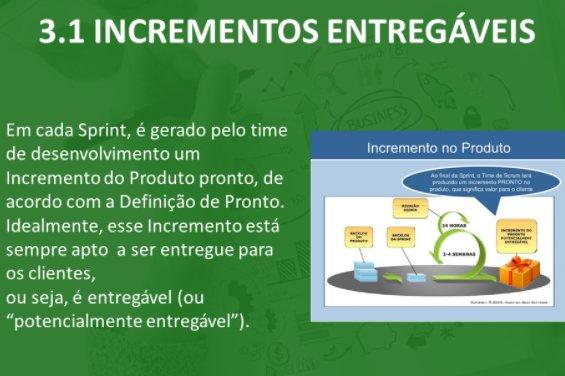 3.1 INCREMENTOS ENTREGÁVEIS
Em cada Sprint, é gerado pelo time
de desenvolvimento um
Incremento do Produto pronto, de
acordo com a Definição de Pronto.
Idealmente, esse Incremento está
sempre apto a ser entregue para
os clientes,
ou seja, é entregável (ou
“potencialmente entregável”).
Incremento no Produto
Ao final da Sprint, o Time de Scrum terá
produzido um incremento PRONTO no
produto, que significa valor para o cliente
REUNIÃO
DIÁRIA
24 HORAS
BACKLOG
DO
PRODUTO
BACKLOG
DA SPRINT
2-4 SEMANAS
INCREMENTO DO
PRODUTO
POTENCIALMENT
ENTREGÁVEL
BUSINESS